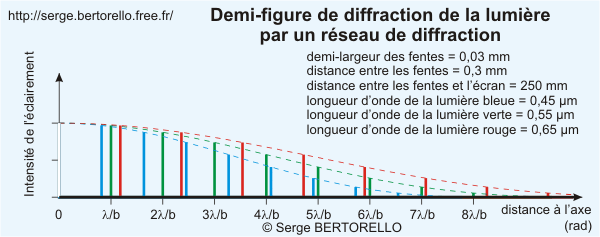 http://serge.bertorello.free.fr/
Demi-figure de diffraction de la lumière
par un réseau de diffraction
demi-largeur des fentes = 0,03 mm
distance entre les fentes = 0,3 mm
distance entre les fentes et l'écran = 250 mm
longueur d'onde de la lumière bleue = 0,45 µm
longueur d'onde de la lumière verte = 0,55 µm
longueur d'onde de la lumière rouge = 0,65 µm
Intensité de l'éclairement
0 λ/b 2λ/b 3λ/b 4λ/b 5λ/b 6λ/b 7λ/b 8λ/b distance à l'axe
(rad)
© Serge BERTORELLO